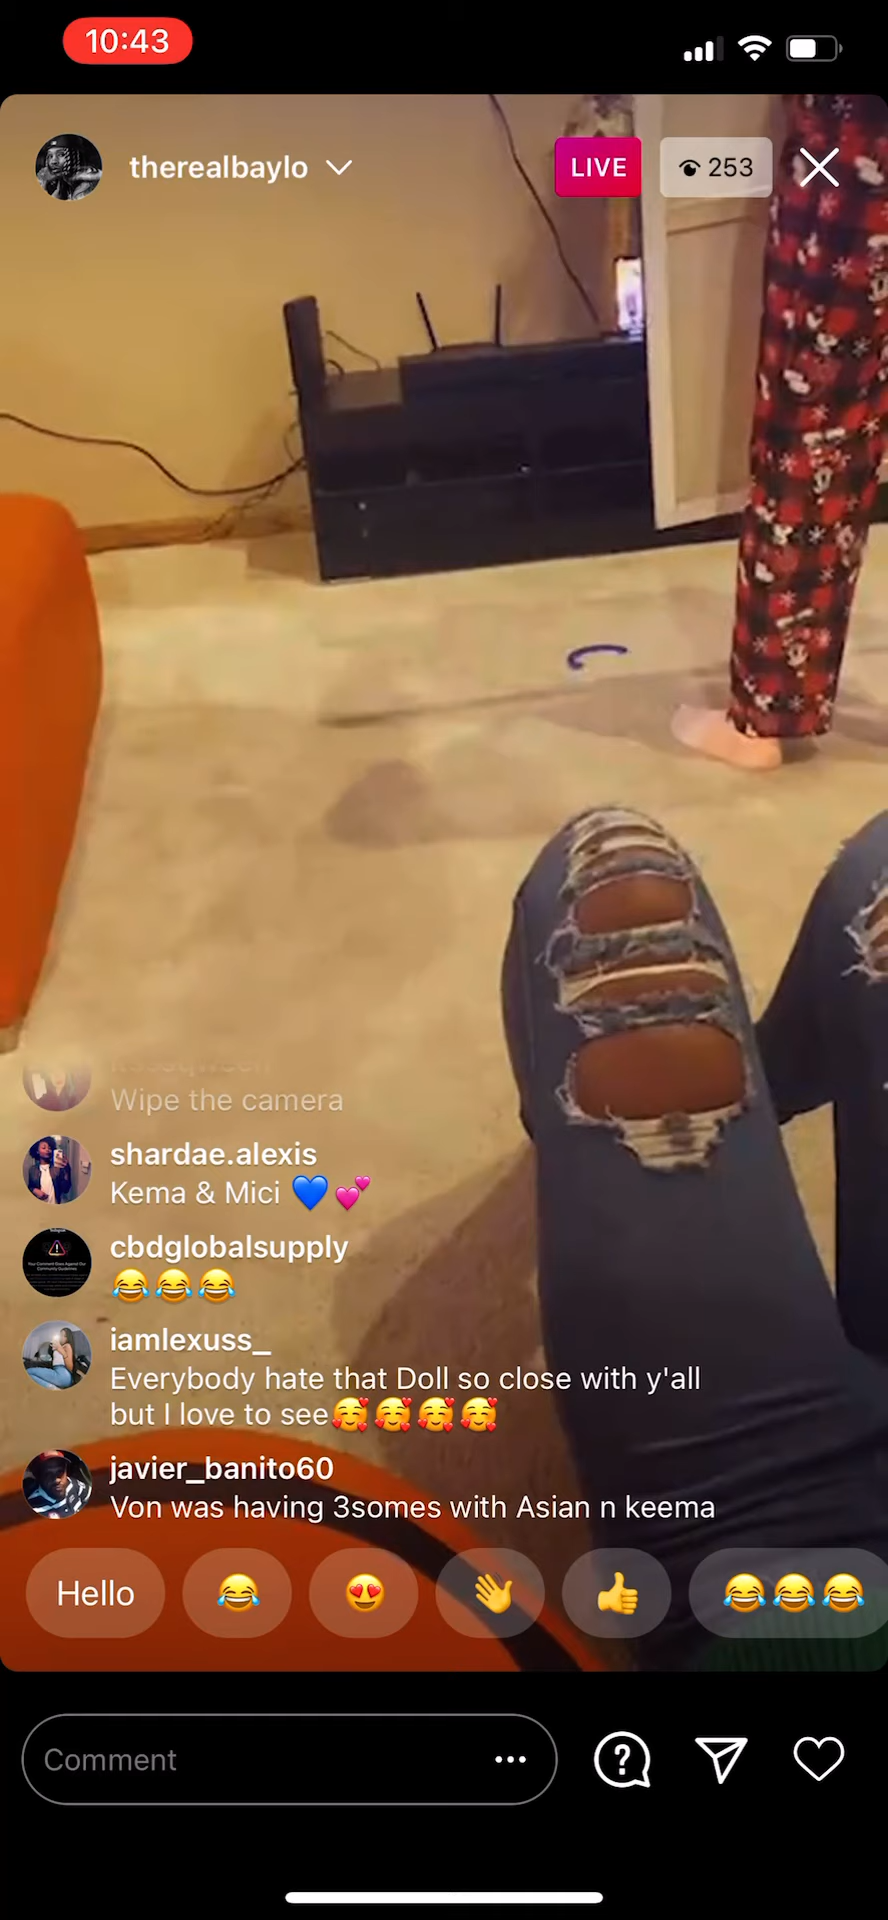 10:43
therealbaylo
LIVE
253
Wipe the camera
shardae.alexis
Kema & Mici 💙💕
cbdglobalsupply
😂😂😂
iamlexuss_
Everybody hate that Doll so close with y'all
but I love to see🥰🥰🥰🥰
javier_banito60
Von was having 3somes with Asian n keema
Hello 😂 😍 👋 👍 😂😂😂
Comment